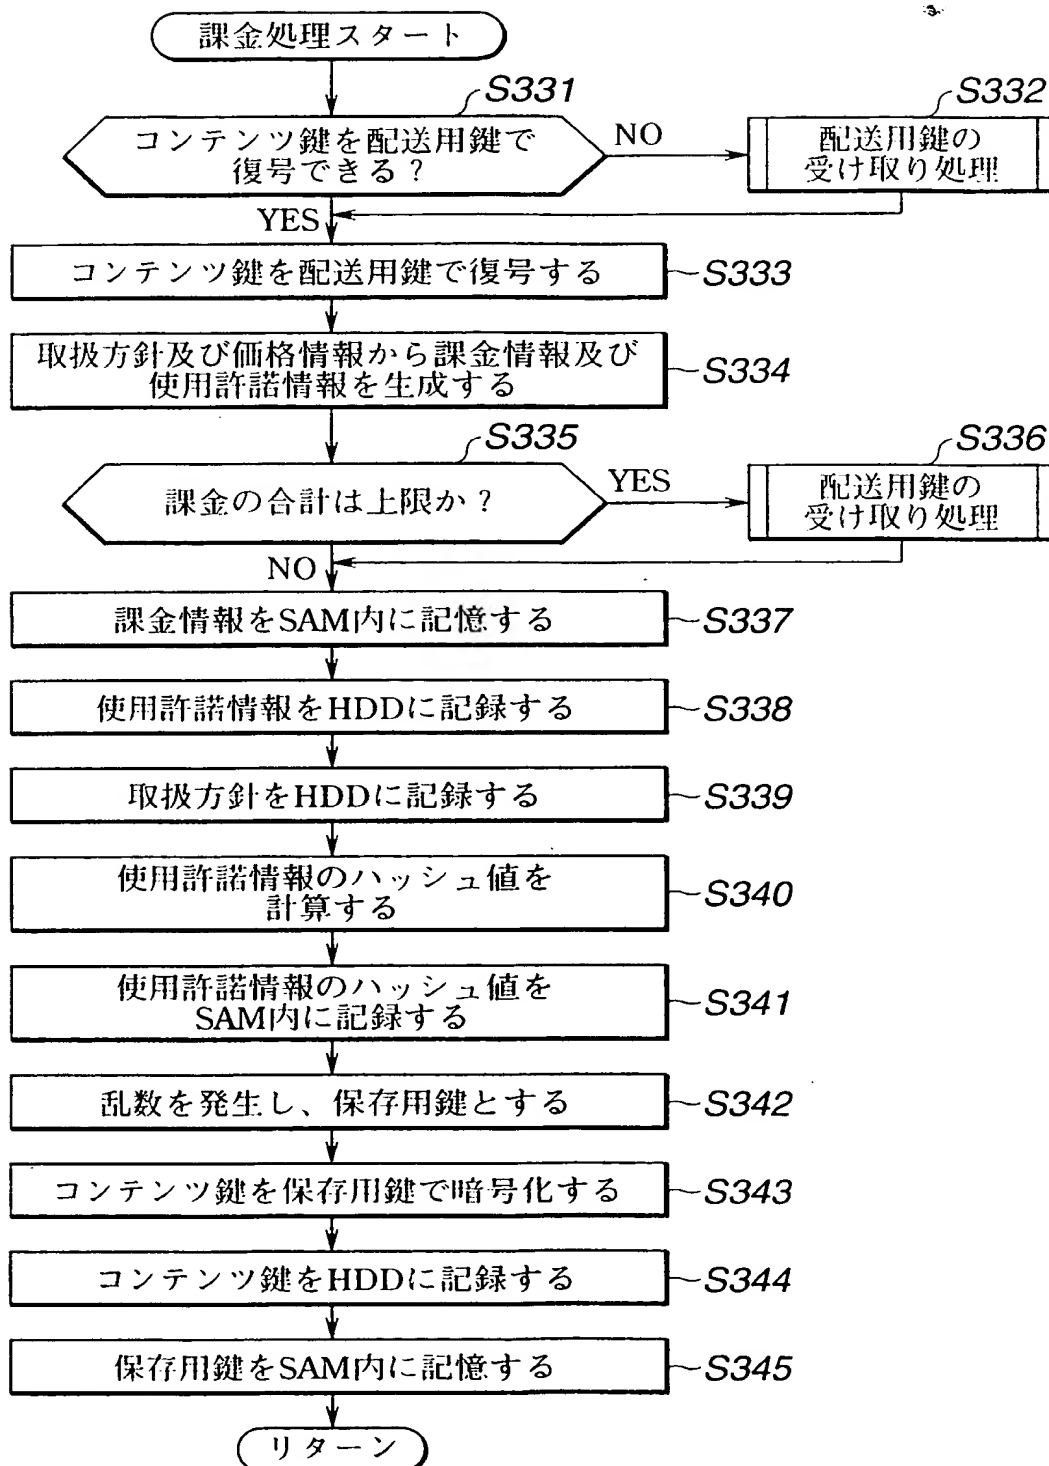 課金処理スタート
S331
コンテンツ鍵を配送用鍵で
復号できる?
NO
S332
配送用鍵の
受け取り処理
YES
コンテンツ鍵を配送用鍵で復号する
S333
取扱方針及び価格情報から課金情報及び
使用許諾情報を生成する
S334
S335
課金の合計は上限か?
YES
S336
配送用鍵の
受け取り処理
NO
課金情報をSAM内に記憶する
S337
使用許諾情報をHDDに記録する
S338
取扱方針をHDDに記録する
S339
使用許諾情報のハッシュ値を
計算する
S340
使用許諾情報のハッシュ値を
SAM内に記録する
S341
乱数を発生し、保存用鍵とする
S342
コンテンツ鍵を保存用鍵で暗号化する
S343
コンテンツ鍵をHDDに記録する
S344
保存用鍵をSAM内に記憶する
S345
リターン